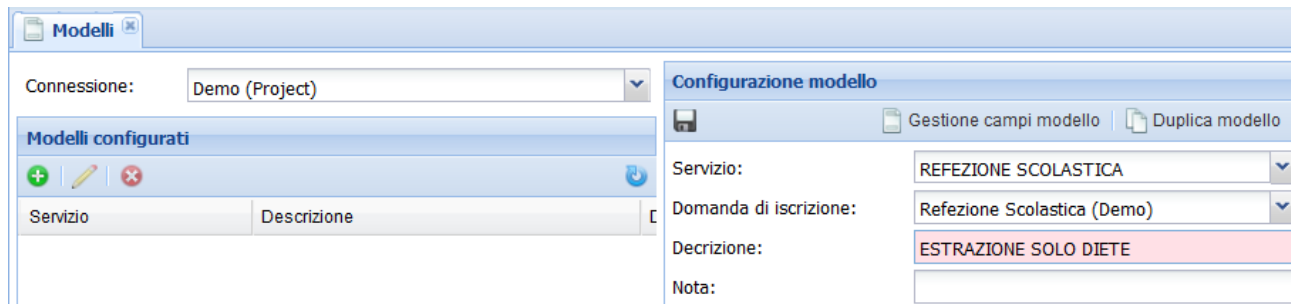 Modelli
Connessione:
Demo (Project)
Modelli configurati
Servizio
Descrizione
Configurazione modello
Gestione campi modello
Duplica modello
Servizio:
REFEZIONE SCOLASTICA
Domanda di iscrizione:
Refezione Scolastica (Demo)
Decrizione:
ESTRAZIONE SOLO DIETE
Nota: